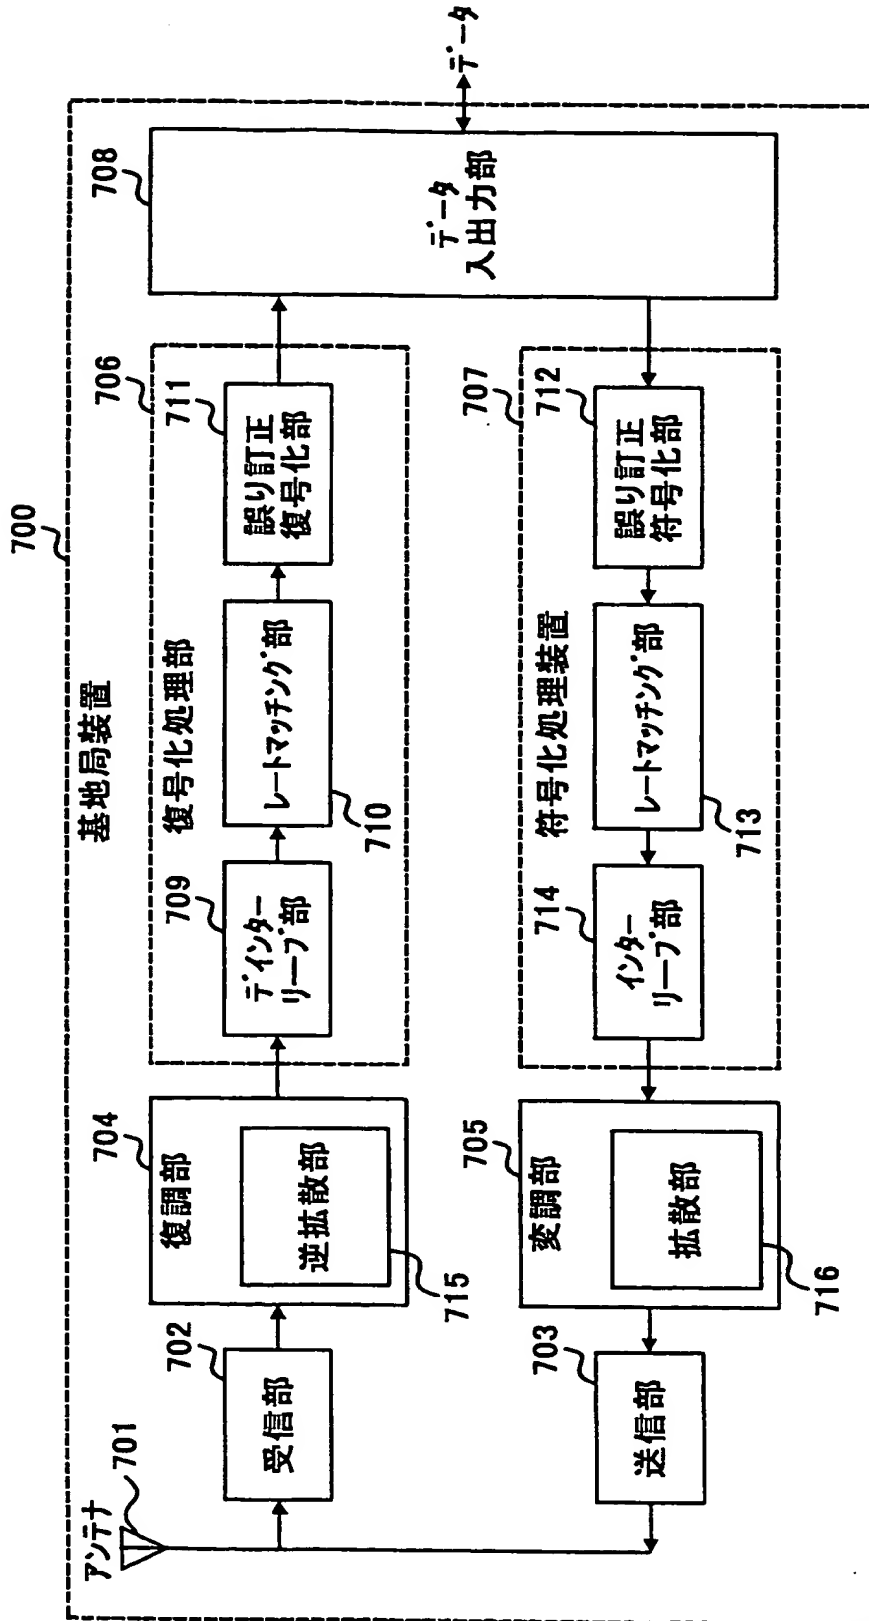 700
基地局装置
アンテナ
701
702
受信部
704
復調部
逆拡散部
715
706
復号化処理部
709
デインター
リーブ部
レートマッチング部
710
711
誤り訂正
復号化部
708
データ
入出力部
データ
703
送信部
705
変調部
拡散部
716
707
符号化処理装置
714
インター
リーブ部
レートマッチング部
713
712
誤り訂正
符号化部